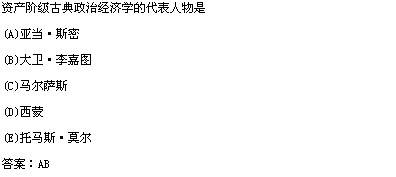 资产阶级古典政治经济学的代表人物是
(A)亚当·斯密
(B)大卫·李嘉图
(C)马尔萨斯
(D)西蒙
(E)托马斯·莫尔
答案：AB